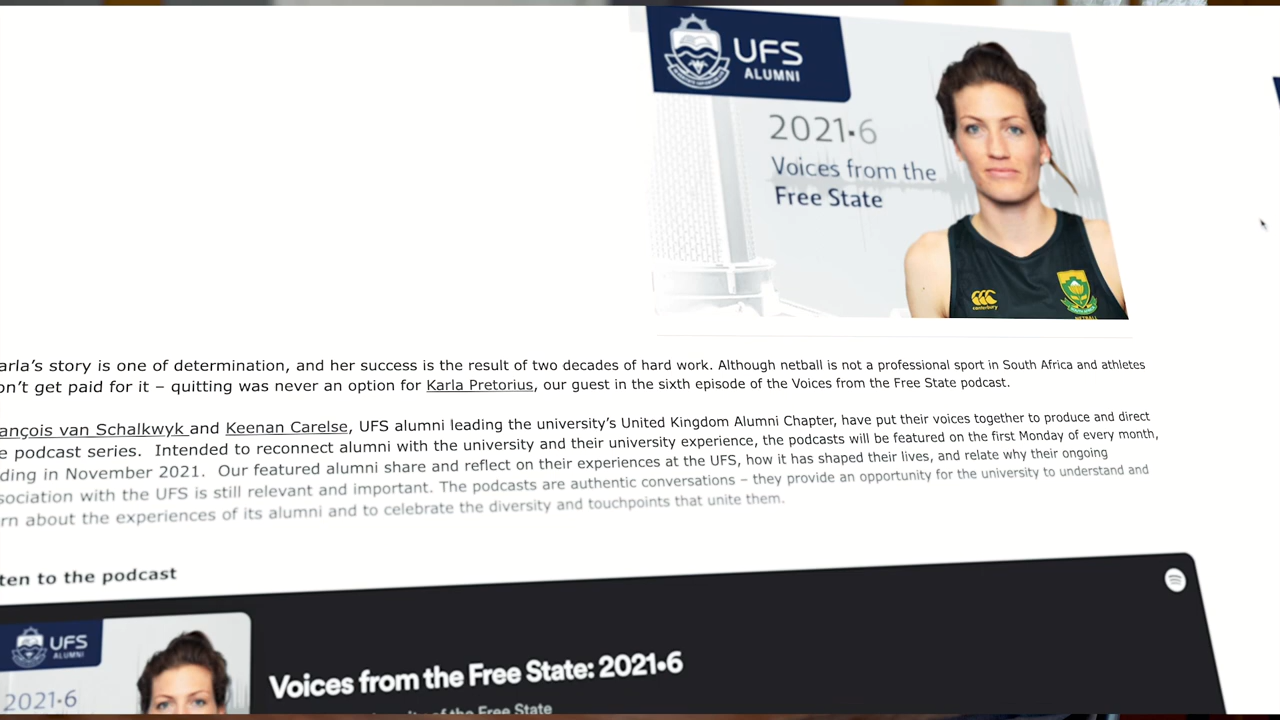 UFS
ALUMNI
2021•6
Voices from the
Free State
canterbury
SOUTH AFRICA
NETBALL
arla's story is one of determination, and her success is the result of two decades of hard work. Although netball is not a professional sport in South Africa and athletes
on't get paid for it – quitting was never an option for Karla Pretorius, our guest in the sixth episode of the Voices from the Free State podcast.
ançois van Schalkwyk and Keenan Carelse, UFS alumni leading the university's United Kingdom Alumni Chapter, have put their voices together to produce and direct
e podcast series. Intended to reconnect alumni with the university and their university experience, the podcasts will be featured on the first Monday of every month,
ding in November 2021. Our featured alumni share and reflect on their experiences at the UFS, how it has shaped their lives, and relate why their ongoing
sociation with the UFS is still relevant and important. The podcasts are authentic conversations – they provide an opportunity for the university to understand and
rn about the experiences of its alumni and to celebrate the diversity and touchpoints that unite them.
ten to the podcast
UFS
ALUMNI
2021•6
Voices from the Free State: 2021•6
of the Free State